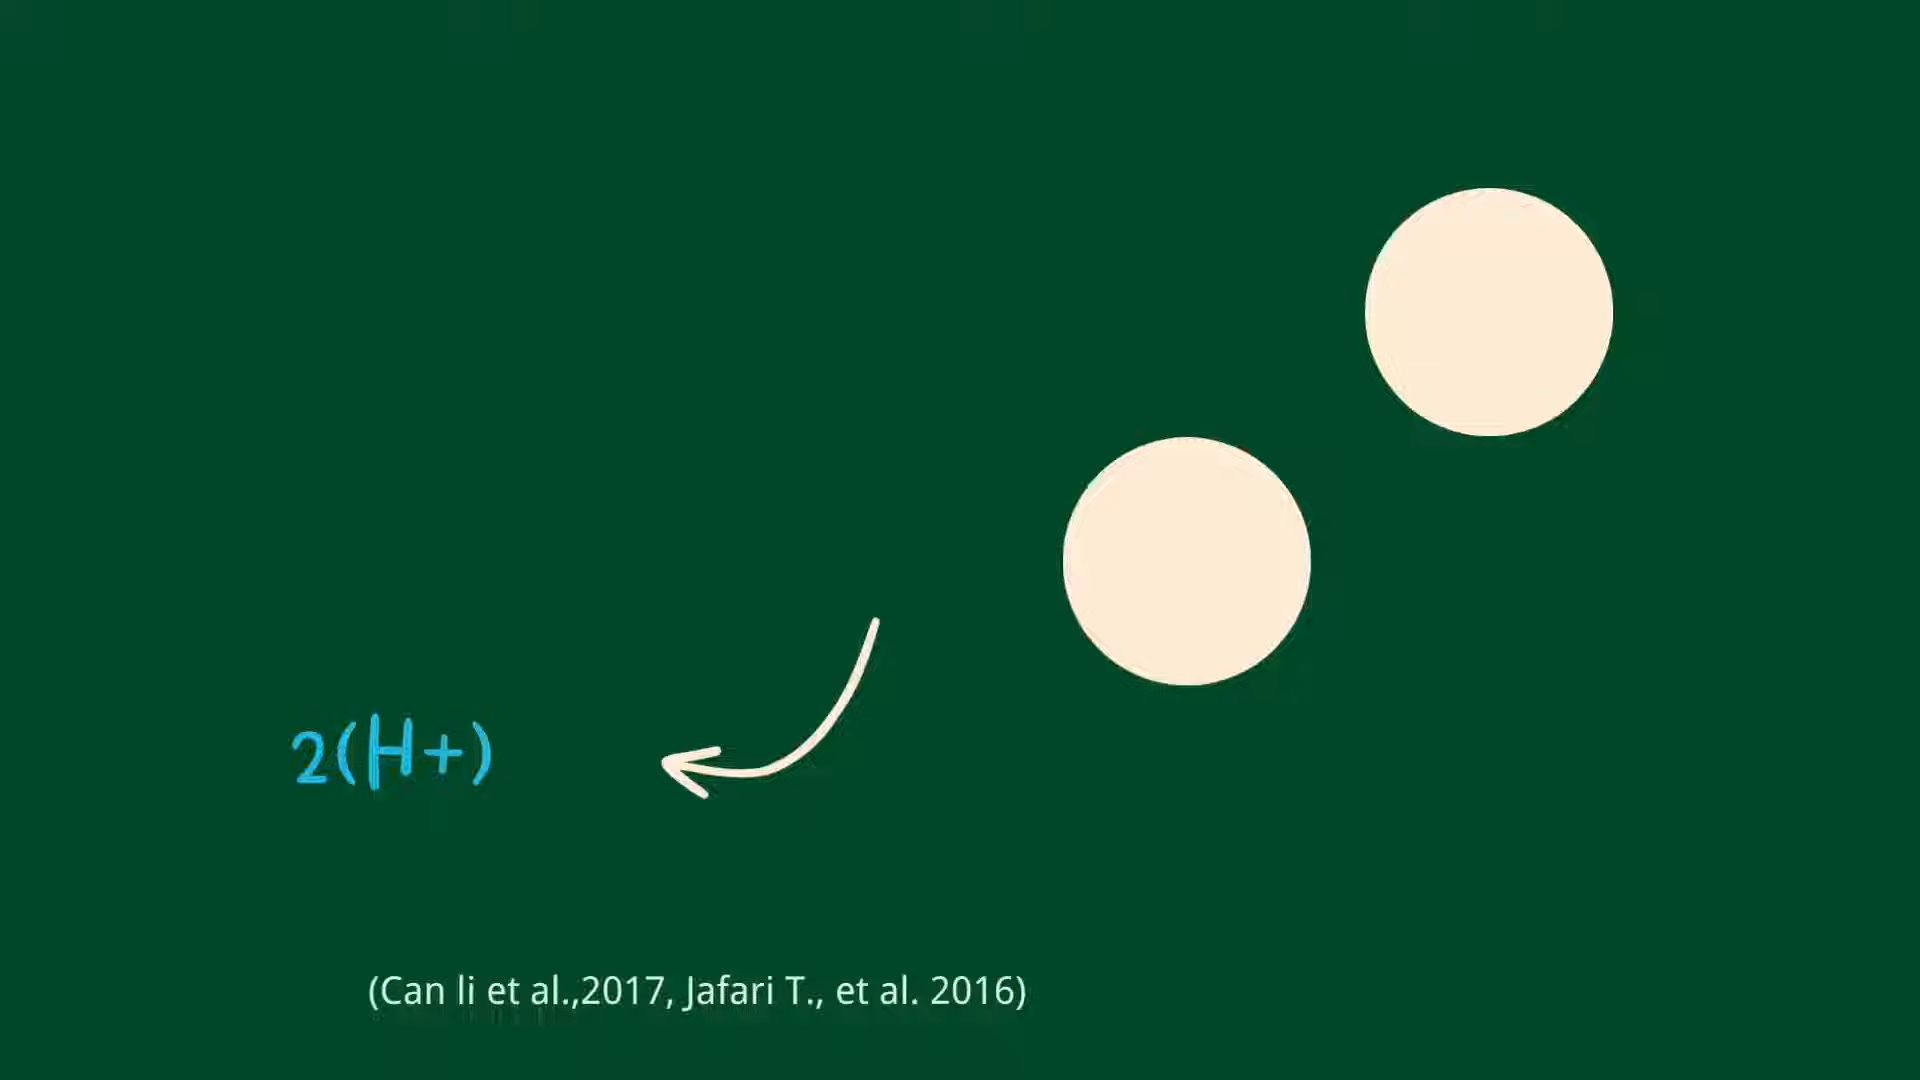 2(H+)
(Can li et al.,2017, Jafari T., et al. 2016)